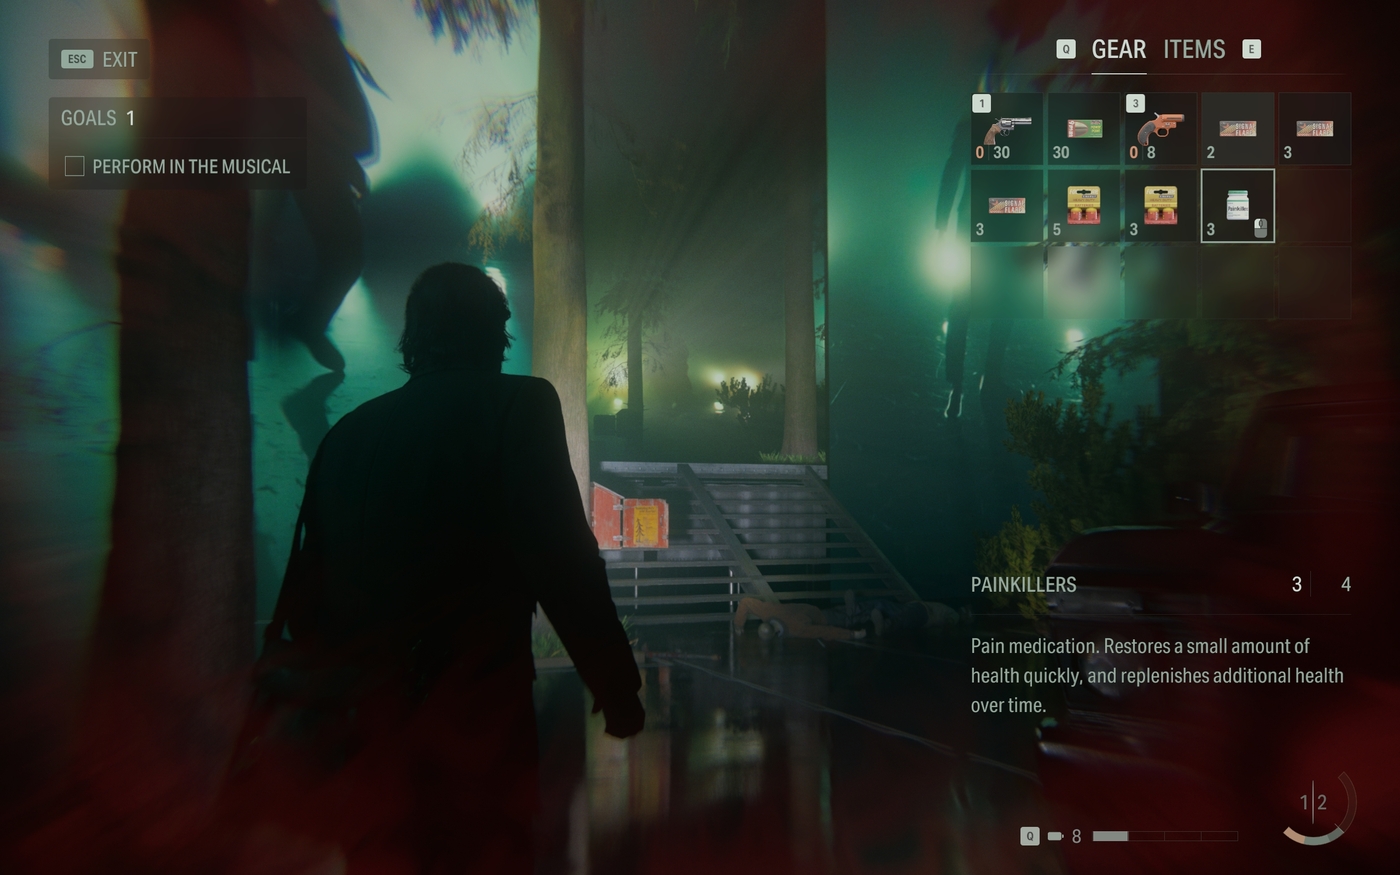 ESC EXIT
GOALS 1
PERFORM IN THE MUSICAL
Q GEAR ITEMS E
1 3
0 30 30 0 8 2 3
3 5 3 3
PAINKILLERS 3 4
Pain medication. Restores a small amount of
health quickly, and replenishes additional health
over time.
1 2
Q 8